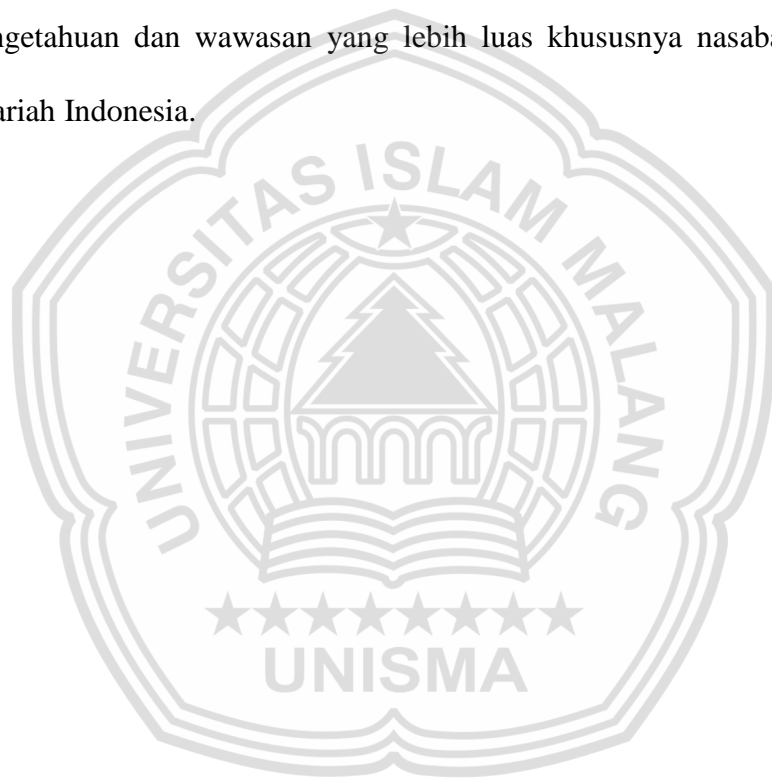 ngetahuan dan wawasan yang lebih luas khususnya nasaba
ariah Indonesia.
UNIVERSITAS ISLAM MALANG
UNISMA